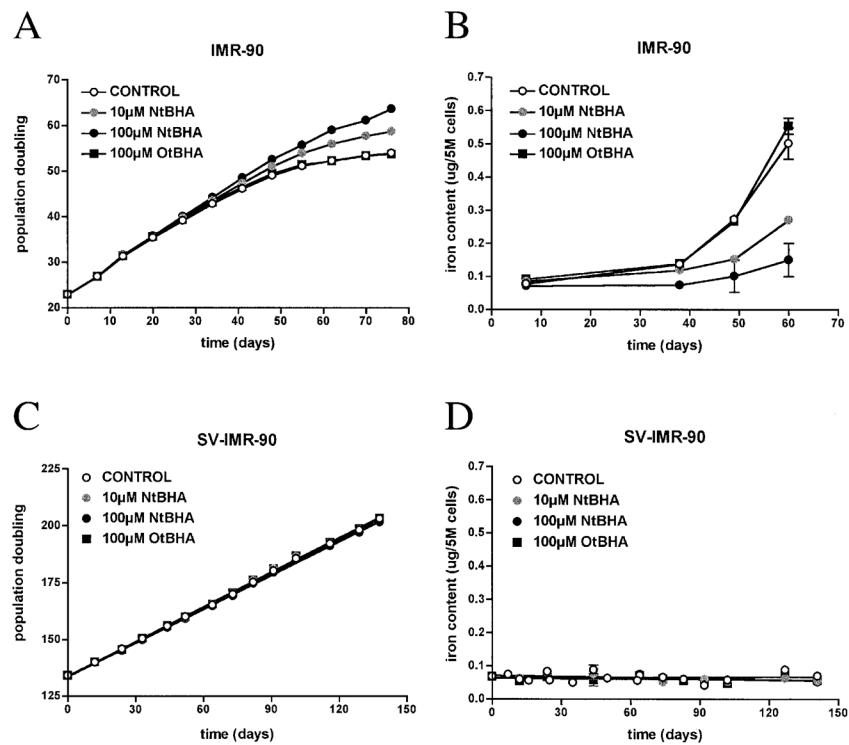 A
IMR-90
population doubling
70
60
50
40
30
20
CONTROL
10µM NtBHA
100µM NtBHA
100µM OtBHA
0 10 20 30 40 50 60 70 80
time (days)
B
IMR-90
iron content (ug/5M cells)
0.7
0.6
0.5
0.4
0.3
0.2
0.1
0.0
CONTROL
10µM NtBHA
100µM NtBHA
100µM OtBHA
0 10 20 30 40 50 60 70
time (days)
C
SV-IMR-90
population doubling
225
200
175
150
125
CONTROL
10µM NtBHA
100µM NtBHA
100µM OtBHA
0 30 60 90 120 150
time (days)
D
SV-IMR-90
iron content (ug/5M cells)
0.7
0.6
0.5
0.4
0.3
0.2
0.1
0.0
CONTROL
10µM NtBHA
100µM NtBHA
100µM OtBHA
0 30 60 90 120 150
time (days)